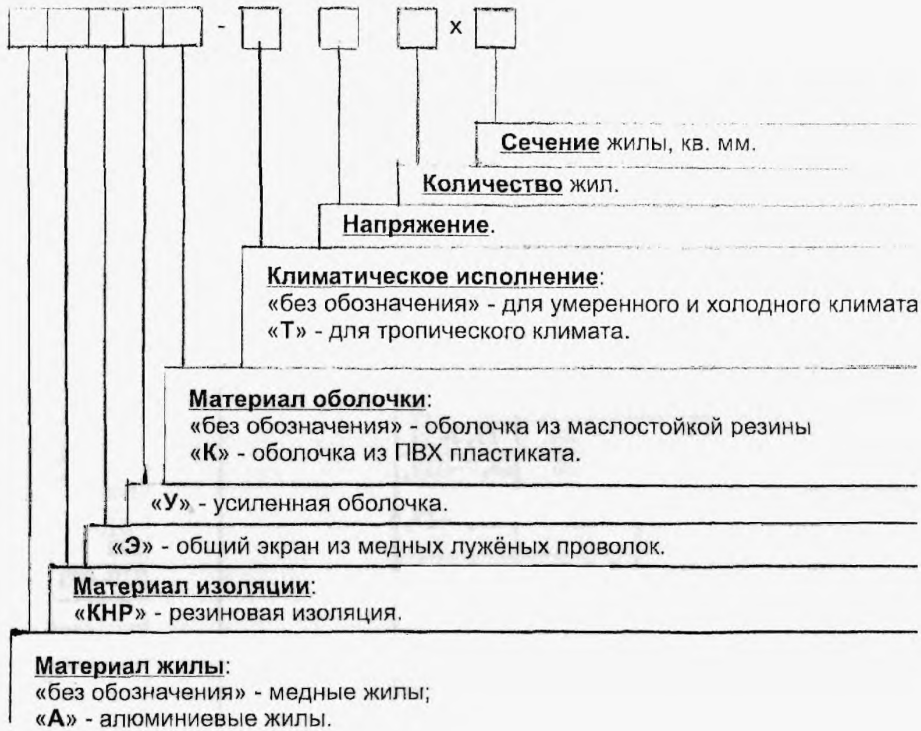 - х
Сечение жилы, кв. мм.
Количество жил.
Напряжение.
Климатическое исполнение:
«без обозначения» - для умеренного и холодного климата
«Т» - для тропического климата.
Материал оболочки:
«без обозначения» - оболочка из маслостойкой резины
«К» - оболочка из ПВХ пластиката.
«У» - усиленная оболочка.
«Э» - общий экран из медных лужёных проволок.
Материал изоляции:
«КНР» - резиновая изоляция.
Материал жилы:
«без обозначения» - медные жилы;
«А» - алюминиевые жилы.